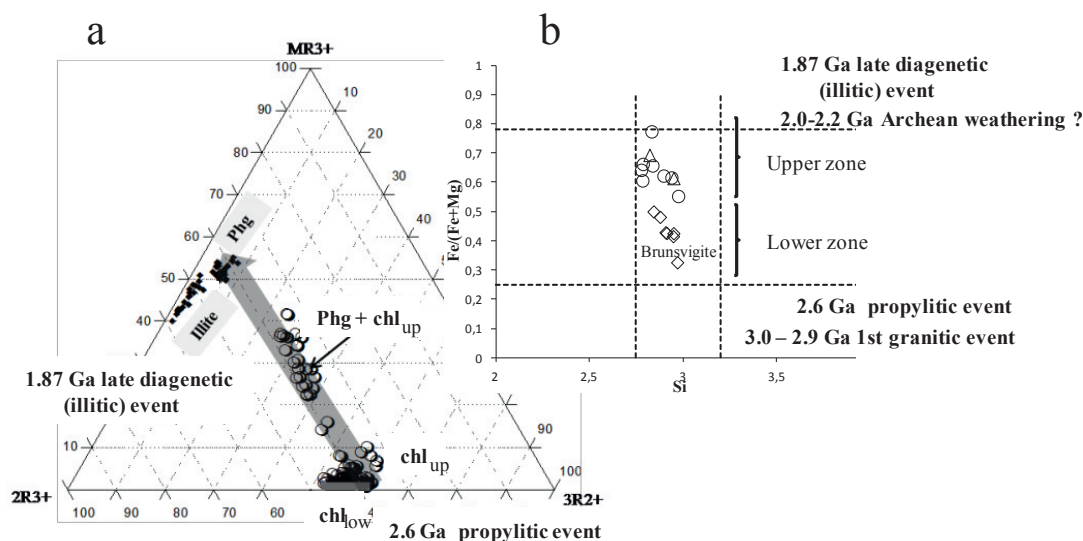 a
MR3+
100
10
90
20
80
30
70
40
60
50
40
Phg
Illite
Phg + chlup
1.87 Ga late diagenetic
(illitic) event
10
90
chlup
100
2R3+
3R2+
100 90 80 70 60 50 4
chllow
2.6 Ga propylitic event
b
1
0,9
0,8
0,7
0,6
0,5
0,4
0,3
0,2
0,1
0
Fe/(Fe+Mg)
2 2,5 3 3,5
Si
Brunsvigite
1.87 Ga late diagenetic
(illitic) event
2.0-2.2 Ga Archean weathering ?
Upper zone
Lower zone
2.6 Ga propylitic event
3.0 – 2.9 Ga 1st granitic event